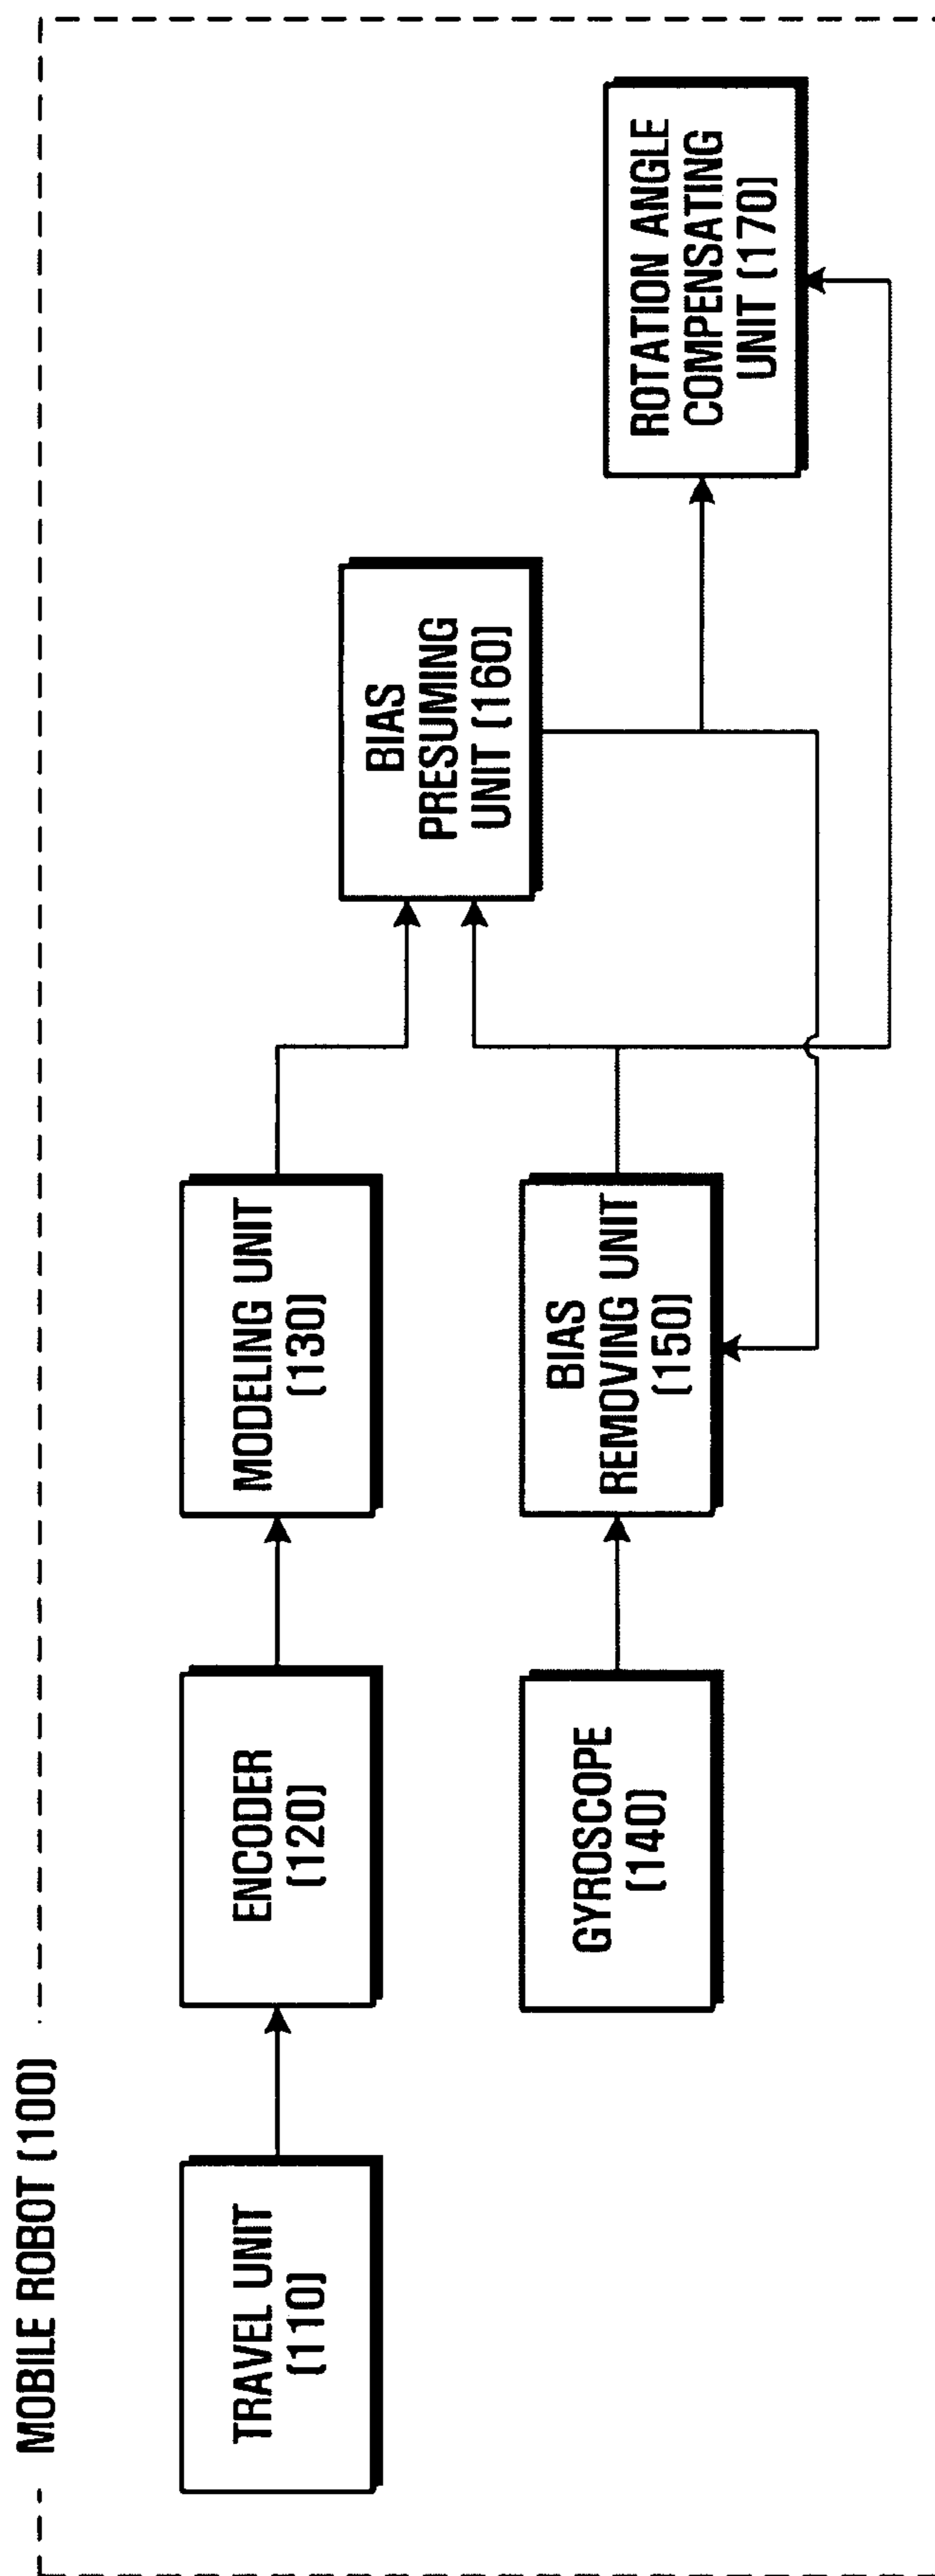 MOBILE ROBOT (100)
TRAVEL UNIT
(110)
ENCODER
(120)
MODELING UNIT
(130)
BIAS
PRESUMING
UNIT (160)
GYROSCOPE
(140)
BIAS
REMOVING UNIT
(150)
ROTATION ANGLE
COMPENSATING
UNIT (170)